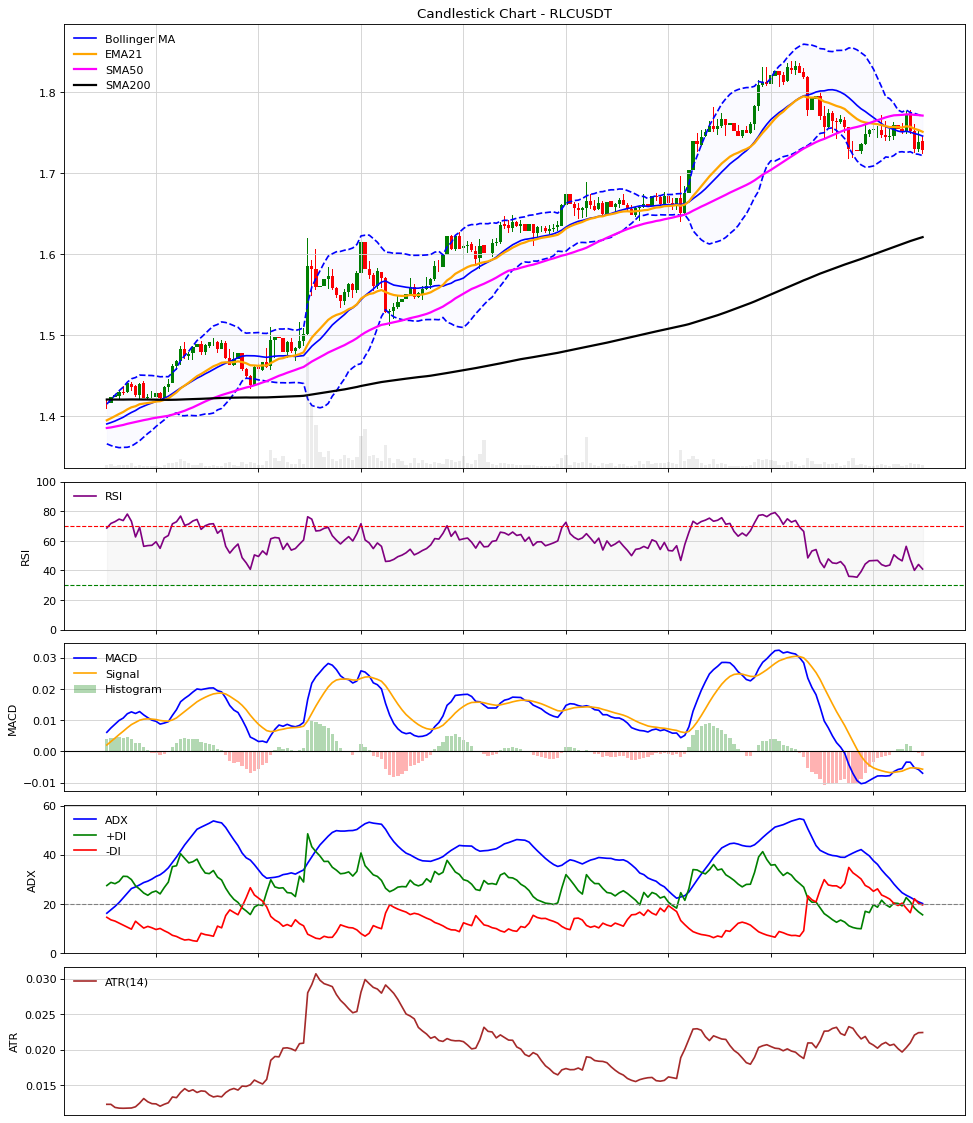 Candlestick Chart - RLCUSDT
Bollinger MA
EMA21
SMA50
SMA200
1.8
1.7
1.6
1.5
1.4
RSI
RSI
100
80
60
40
20
0
MACD
MACD
Signal
Histogram
0.03
0.02
0.01
0.00
−0.01
ADX
ADX
+DI
-DI
60
40
20
0
ATR
ATR(14)
0.030
0.025
0.020
0.015